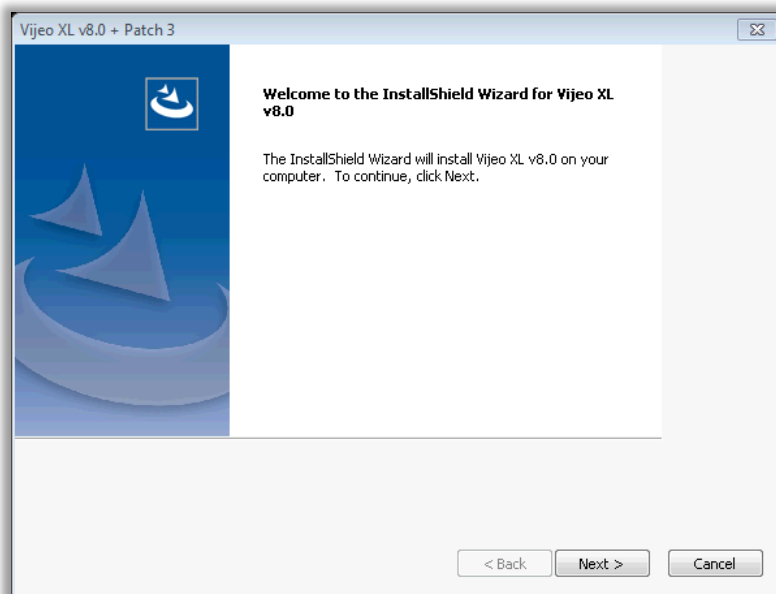 Vijeo XL v8.0 + Patch 3
Welcome to the InstallShield Wizard for Vijeo XL
v8.0
The InstallShield Wizard will install Vijeo XL v8.0 on your
computer. To continue, click Next.
< Back
Next >
Cancel